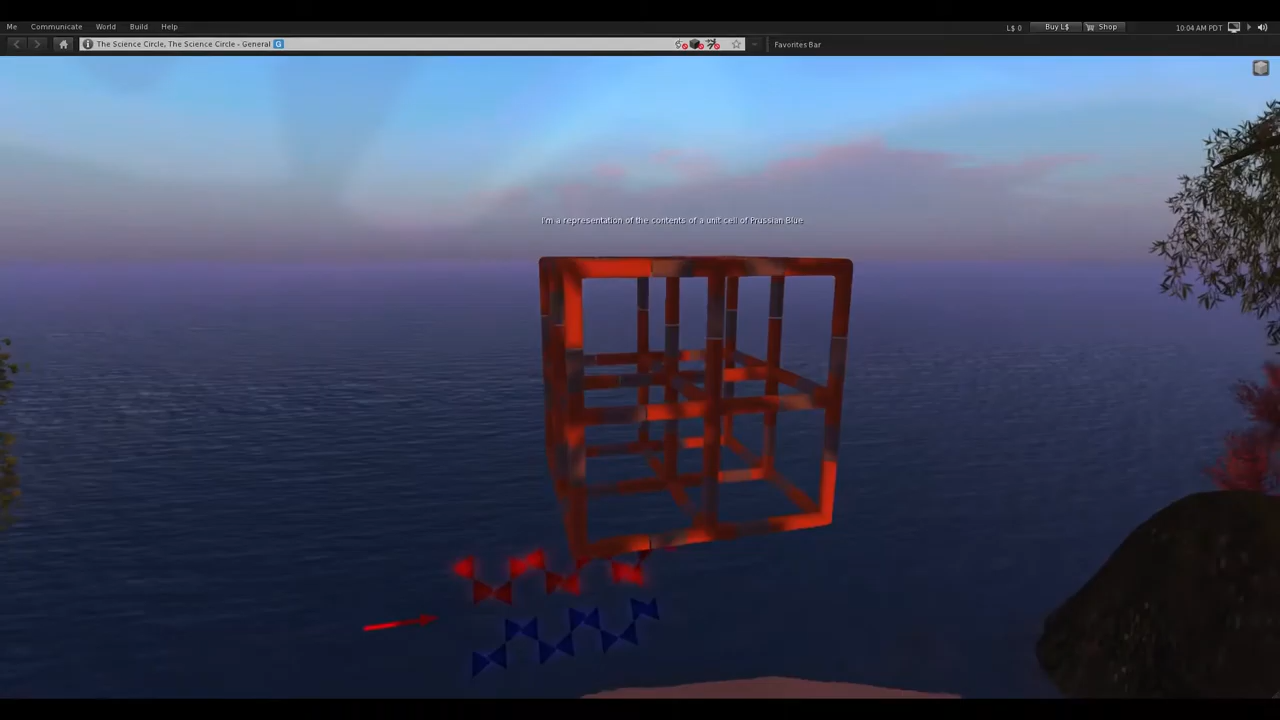 Me Communicate World Build Help L$ 0 Buy L$ Shop 10:04 AM PDT
The Science Circle, The Science Circle - General G Favorites Bar
I'm a representation of the contents of a unit cell of Prussian Blue